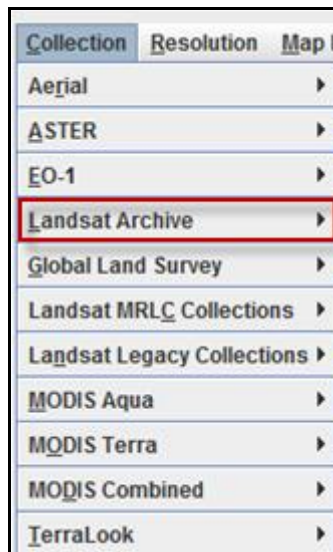 Collection Resolution Map
Aerial
ASTER
EO-1
Landsat Archive
Global Land Survey
Landsat MRLC Collections
Landsat Legacy Collections
MODIS Aqua
MODIS Terra
MODIS Combined
TerraLook